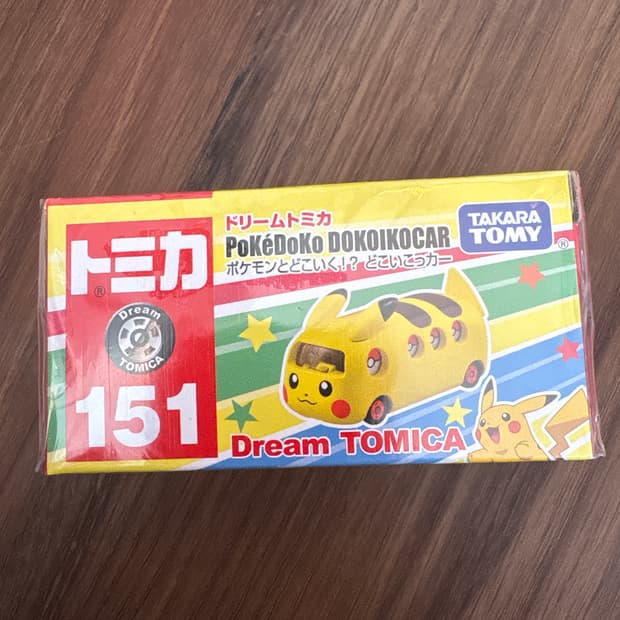 トミカ
®
Dream
TOMICA
151
ドリームトミカ
PoKéDoKo DOKOIKOCAR
ポケモンとどこいく!? どこいこっカー
TAKARA
TOMY
®
Dream TOMICA